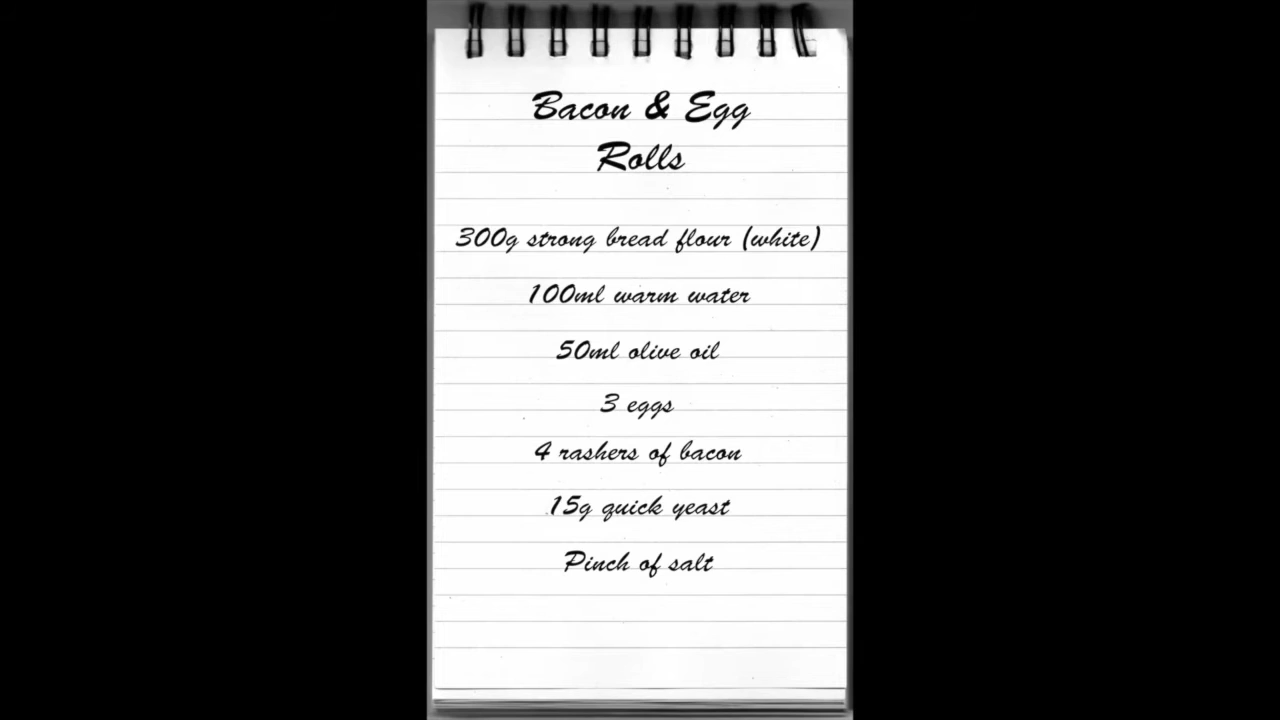 Bacon & Egg
Rolls
300g strong bread flour (white)
100ml warm water
50ml olive oil
3 eggs
4 rashers of bacon
15g quick yeast
Pinch of salt